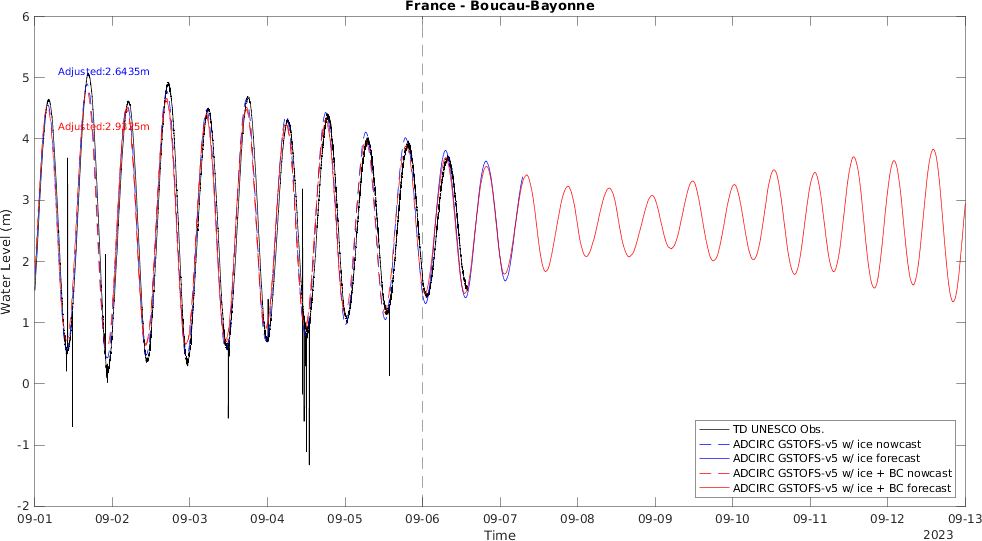 France - Boucau-Bayonne
6
5
4
3
2
1
0
-1
-2
Water Level (m)
Adjusted:2.6435m
Adjusted:2.9325m
TD UNESCO Obs.
ADCIRC GSTOFS-v5 w/ ice nowcast
ADCIRC GSTOFS-v5 w/ ice forecast
ADCIRC GSTOFS-v5 w/ ice + BC nowcast
ADCIRC GSTOFS-v5 w/ ice + BC forecast
09-01 09-02 09-03 09-04 09-05 09-06 09-07 09-08 09-09 09-10 09-11 09-12 09-13
Time
2023